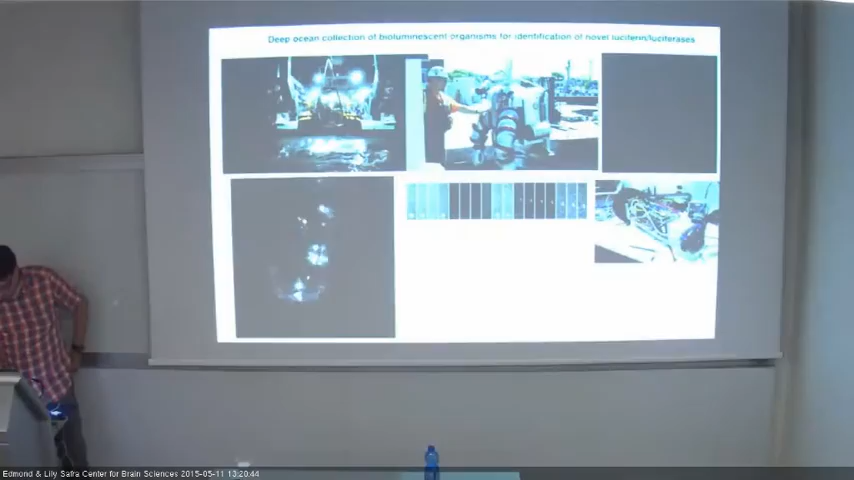 Deep ocean collection of bioluminescent organisms for identification of novel luciferin/luciferases
Edmond & Lily Safra Center for Brain Sciences 2015-05-11 13:20:44